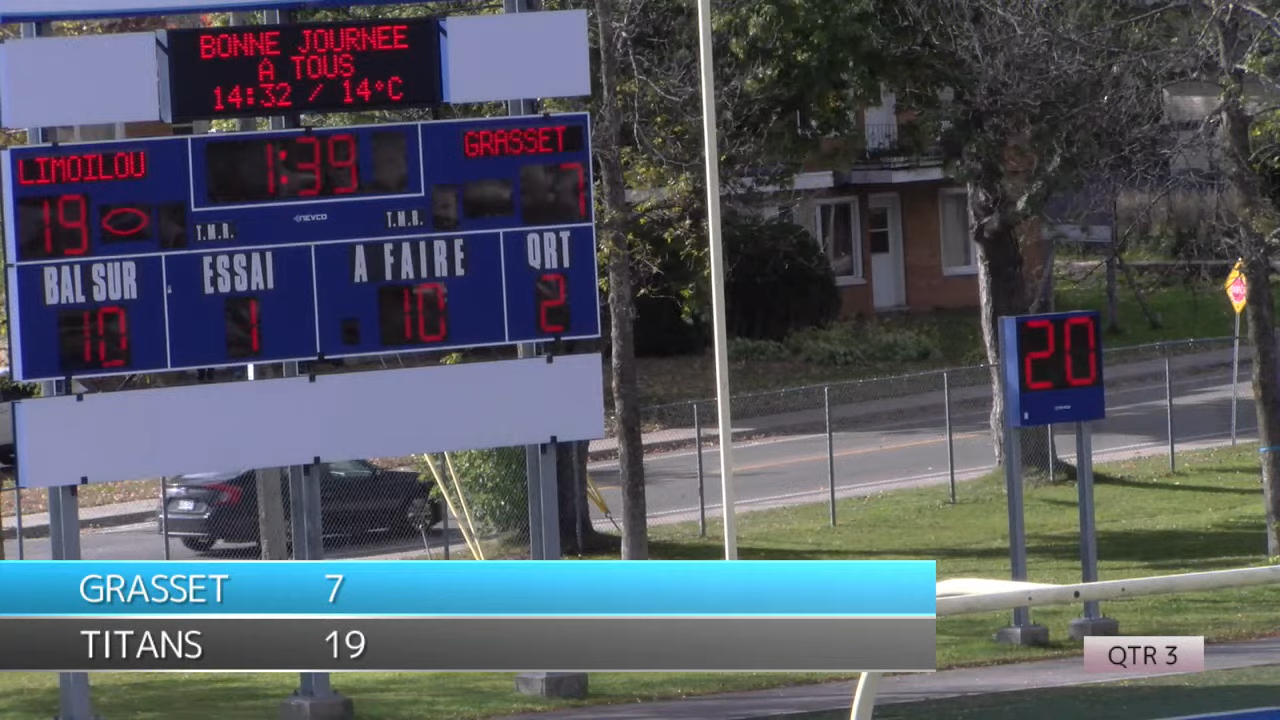 BONNE JOURNEE
A TOUS
14:32 / 14°C
LIMOILOU
1:39
GRASSET
19
7
T.M.R.
NEVCO
T.M.R.
BAL SUR
ESSAI
A FAIRE
QRT
10
1
10
2
20
GRASSET 7
TITANS 19
QTR 3